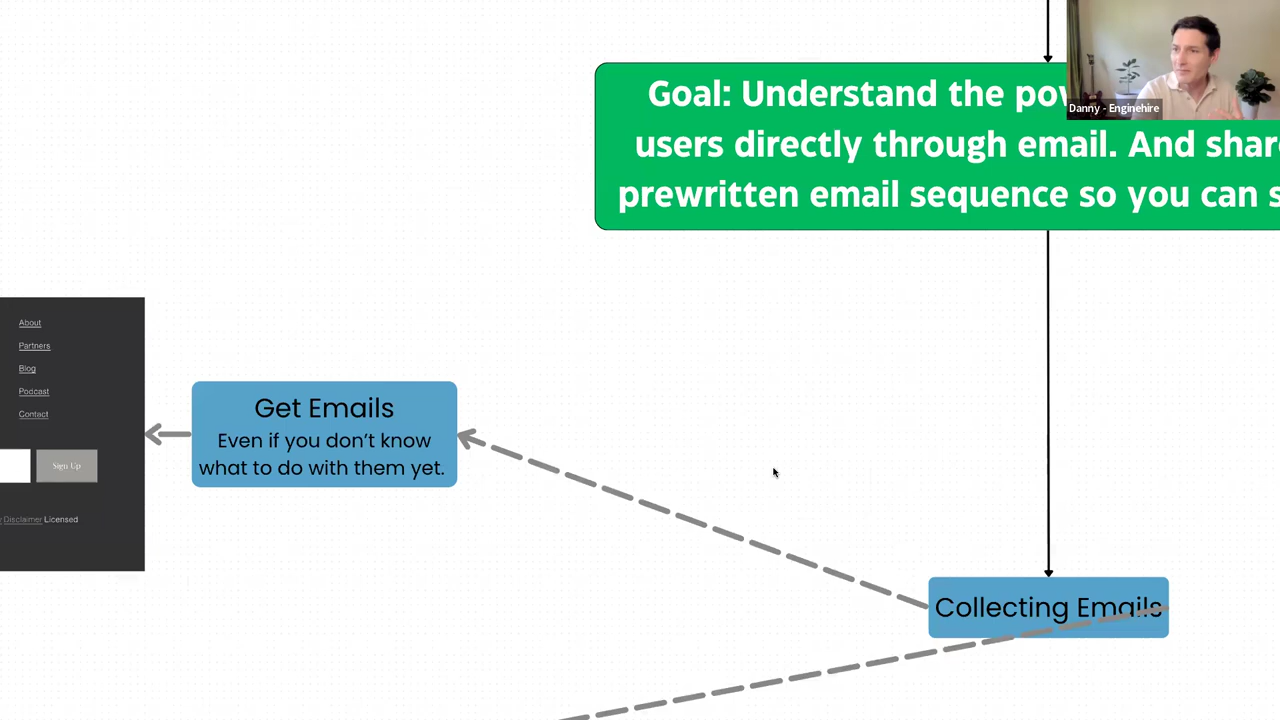 Goal: Understand the
users directly through email. And
prewritten email sequence so you can
Danny - Enginehire
About
Partners
Blog
Podcast
Contact
Sign Up
Disclaimer Licensed
Get Emails
Even if you don’t know
what to do with them yet.
Collecting Emails